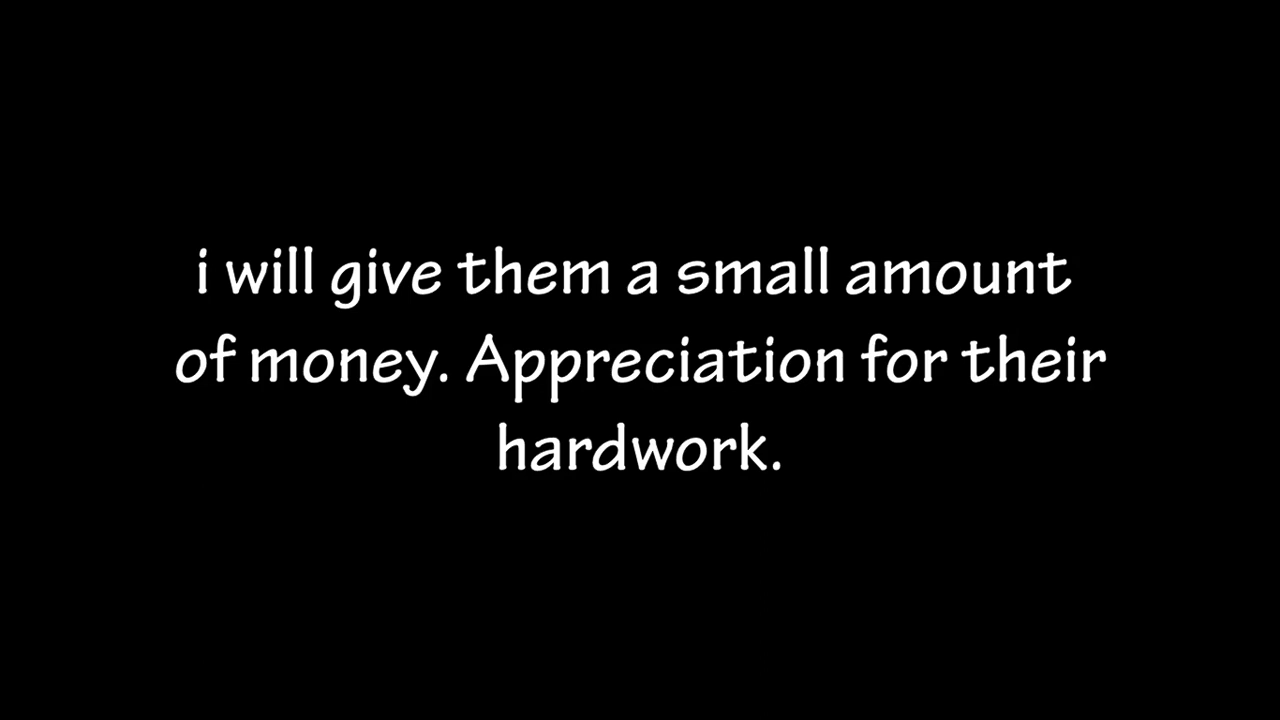 i will give them a small amount
of money. Appreciation for their
hardwork.